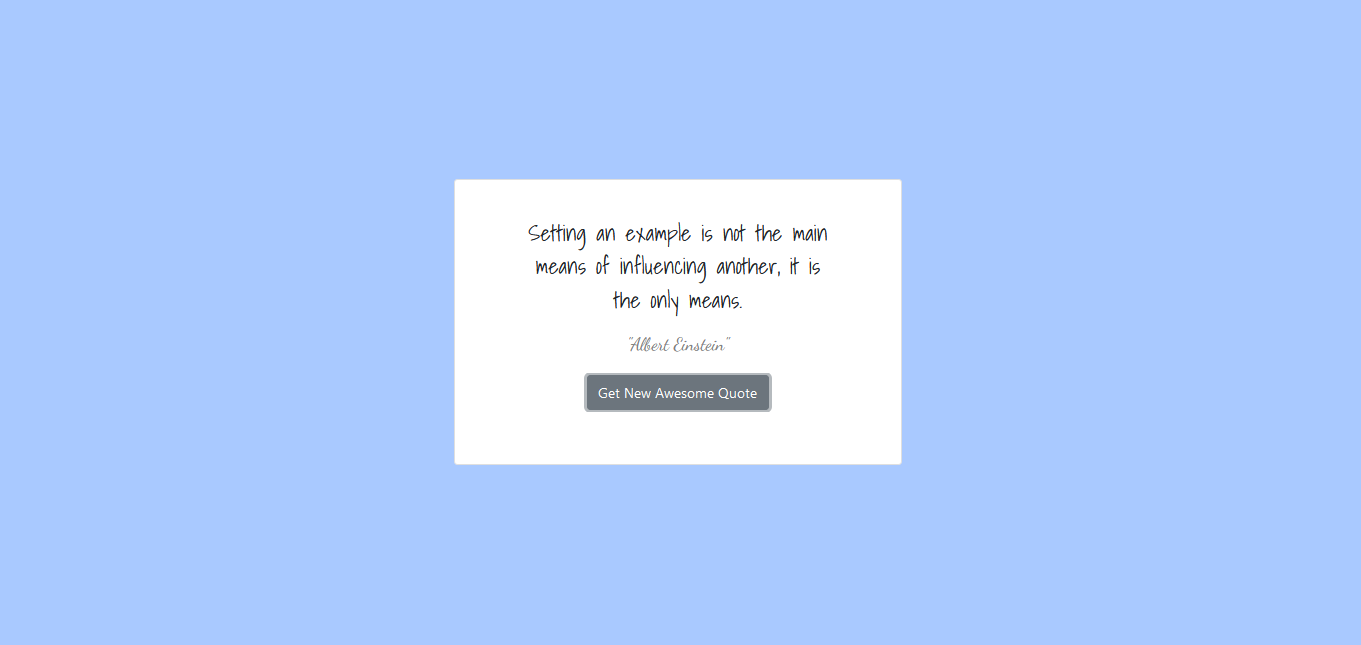 Setting an example is not the main
means of influencing another, it is
the only means.
"Albert Einstein"
Get New Awesome Quote